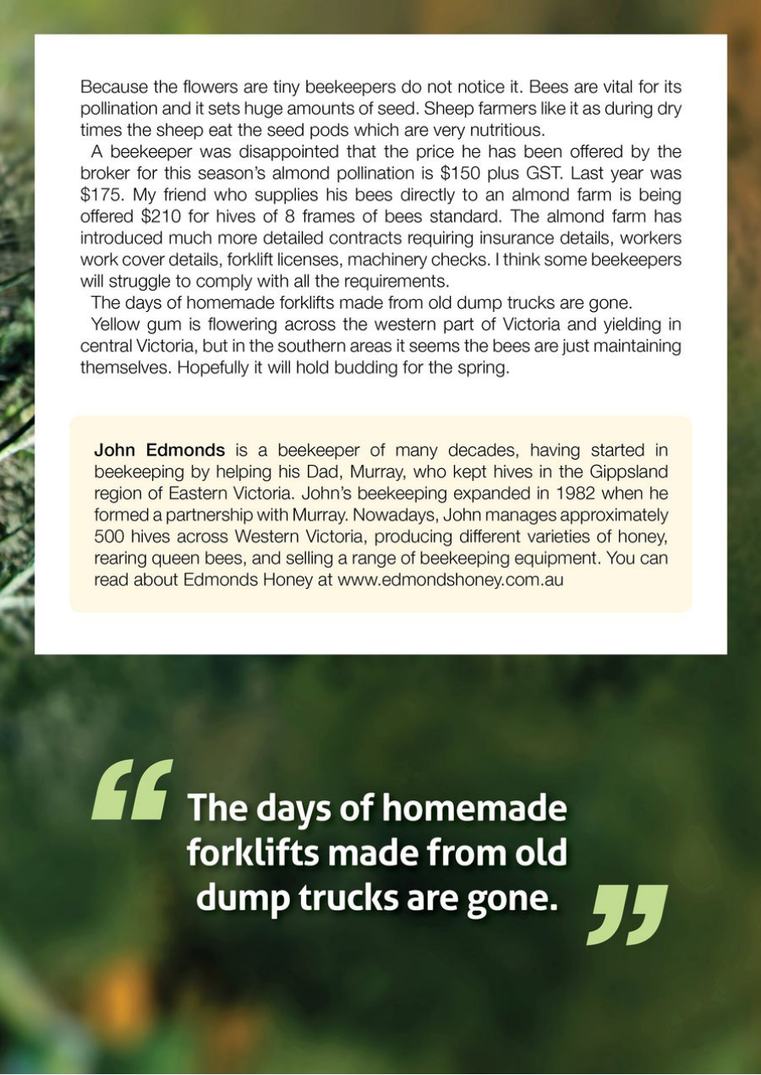 Because the flowers are tiny beekeepers do not notice it. Bees are vital for its
pollination and it sets huge amounts of seed. Sheep farmers like it as during dry
times the sheep eat the seed pods which are very nutritious.
A beekeeper was disappointed that the price he has been offered by the
broker for this season's almond pollination is $150 plus GST. Last year was
$175. My friend who supplies his bees directly to an almond farm is being
offered $210 for hives of 8 frames of bees standard. The almond farm has
introduced much more detailed contracts requiring insurance details, workers
work cover details, forklift licenses, machinery checks. I think some beekeepers
will struggle to comply with all the requirements.
The days of homemade forklifts made from old dump trucks are gone.
Yellow gum is flowering across the western part of Victoria and yielding in
central Victoria, but in the southern areas it seems the bees are just maintaining
themselves. Hopefully it will hold budding for the spring.
John Edmonds is a beekeeper of many decades, having started in
beekeeping by helping his Dad, Murray, who kept hives in the Gippsland
region of Eastern Victoria. John's beekeeping expanded in 1982 when he
formed a partnership with Murray. Nowadays, John manages approximately
500 hives across Western Victoria, producing different varieties of honey,
rearing queen bees, and selling a range of beekeeping equipment. You can
read about Edmonds Honey at www.edmondshoney.com.au
“The days of homemade
forklifts made from old
dump trucks are gone.”